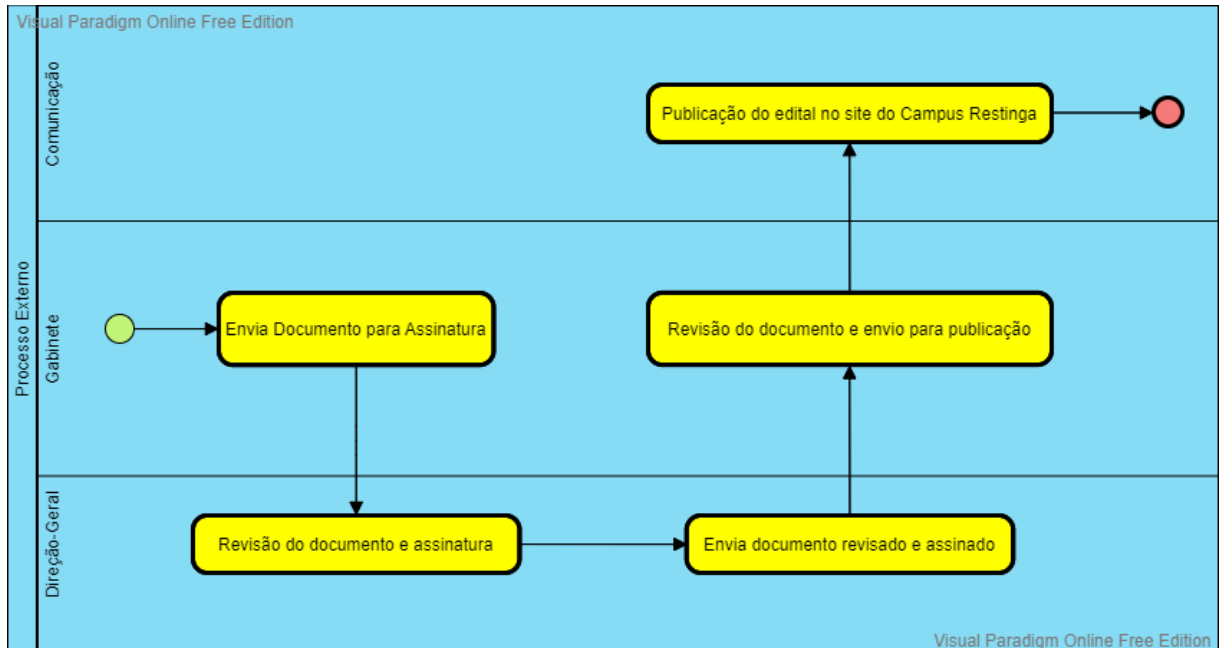 Visual Paradigm Online Free Edition
Processo Externo
Comunicação
Publicação do edital no site do Campus Restinga
Gabinete
Envia Documento para Assinatura
Revisão do documento e envio para publicação
Direção-Geral
Revisão do documento e assinatura
Envia documento revisado e assinado
Visual Paradigm Online Free Edition